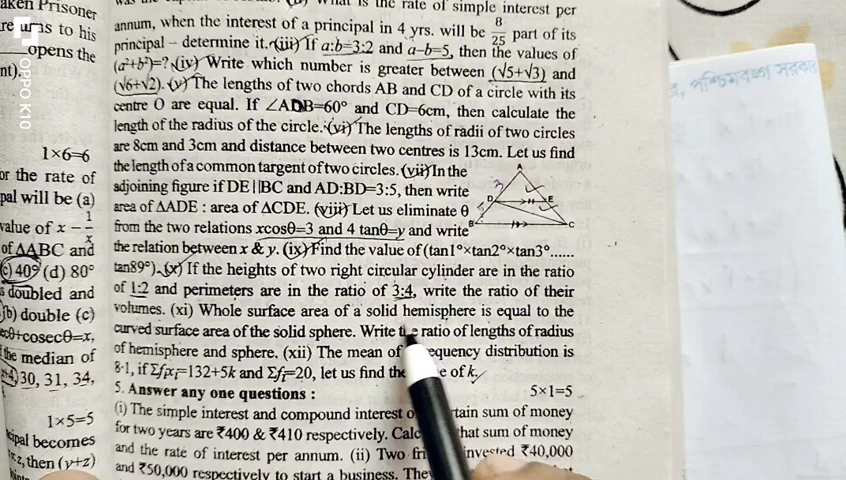 aken Prisoner
to his
opens the
nt).
1×6=6
or the rate of
pal will be (a)
value of x − 1/x
of ΔABC and
(c) 40° (d) 80°
s doubled and
(b) double (c)
secθ+cosecθ=x,
the median of
30, 31, 34,
1×5=5
cipal becomes
z, then (y+z)
What is the rate of simple interest per
annum, when the interest of a principal in 4 yrs. will be 8/25 part of its
principal – determine it. (iii) If a:b=3:2 and a–b=5, then the values of
(a²+b²)=? (iv) Write which number is greater between (√5+√3) and
(√6+√2). (v) The lengths of two chords AB and CD of a circle with its
centre O are equal. If ∠AOB=60° and CD=6cm, then calculate the
length of the radius of the circle. (vi) The lengths of radii of two circles
are 8cm and 3cm and distance between two centres is 13cm. Let us find
the length of a common targent of two circles. (vii) In the
adjoining figure if DE||BC and AD:BD=3:5, then write
area of ΔADE : area of ΔCDE. (viii) Let us eliminate θ
from the two relations xcosθ=3 and 4 tanθ=y and write
the relation between x & y. (ix) Find the value of (tan1°×tan2°×tan3°......
tan89°). (x) If the heights of two right circular cylinder are in the ratio
of 1:2 and perimeters are in the ratio of 3:4, write the ratio of their
volumes. (xi) Whole surface area of a solid hemisphere is equal to the
curved surface area of the solid sphere. Write ratio of lengths of radius
of hemisphere and sphere. (xii) The mean of equency distribution is
8·1, if Σfᵢxᵢ=132+5k and Σfᵢ=20, let us find the of k.
5. Answer any one question : 5×1=5
(i) The simple interest and compound interest o tain sum of money
for two years are ₹400 & ₹410 respectively. Calc that sum of money
and the rate of interest per annum. (ii) Two fri invested ₹40,000
and ₹50,000 respectively to start a business. They
A
3
D
E
5
B
C
পশ্চিমবঙ্গ সরকার
OPPO K10